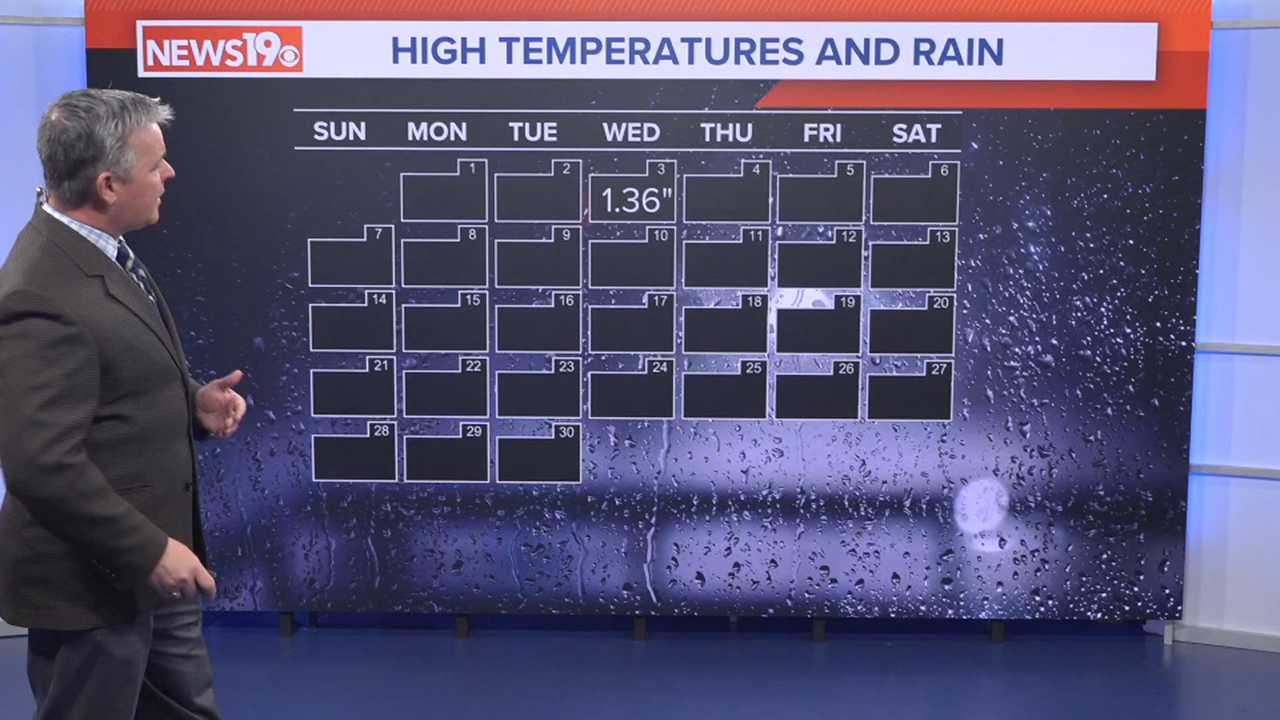 NEWS19
HIGH TEMPERATURES AND RAIN
SUN MON TUE WED THU FRI SAT
1 2 3 4 5 6
1.36"
7 8 9 10 11 12 13
14 15 16 17 18 19 20
21 22 23 24 25 26 27
28 29 30